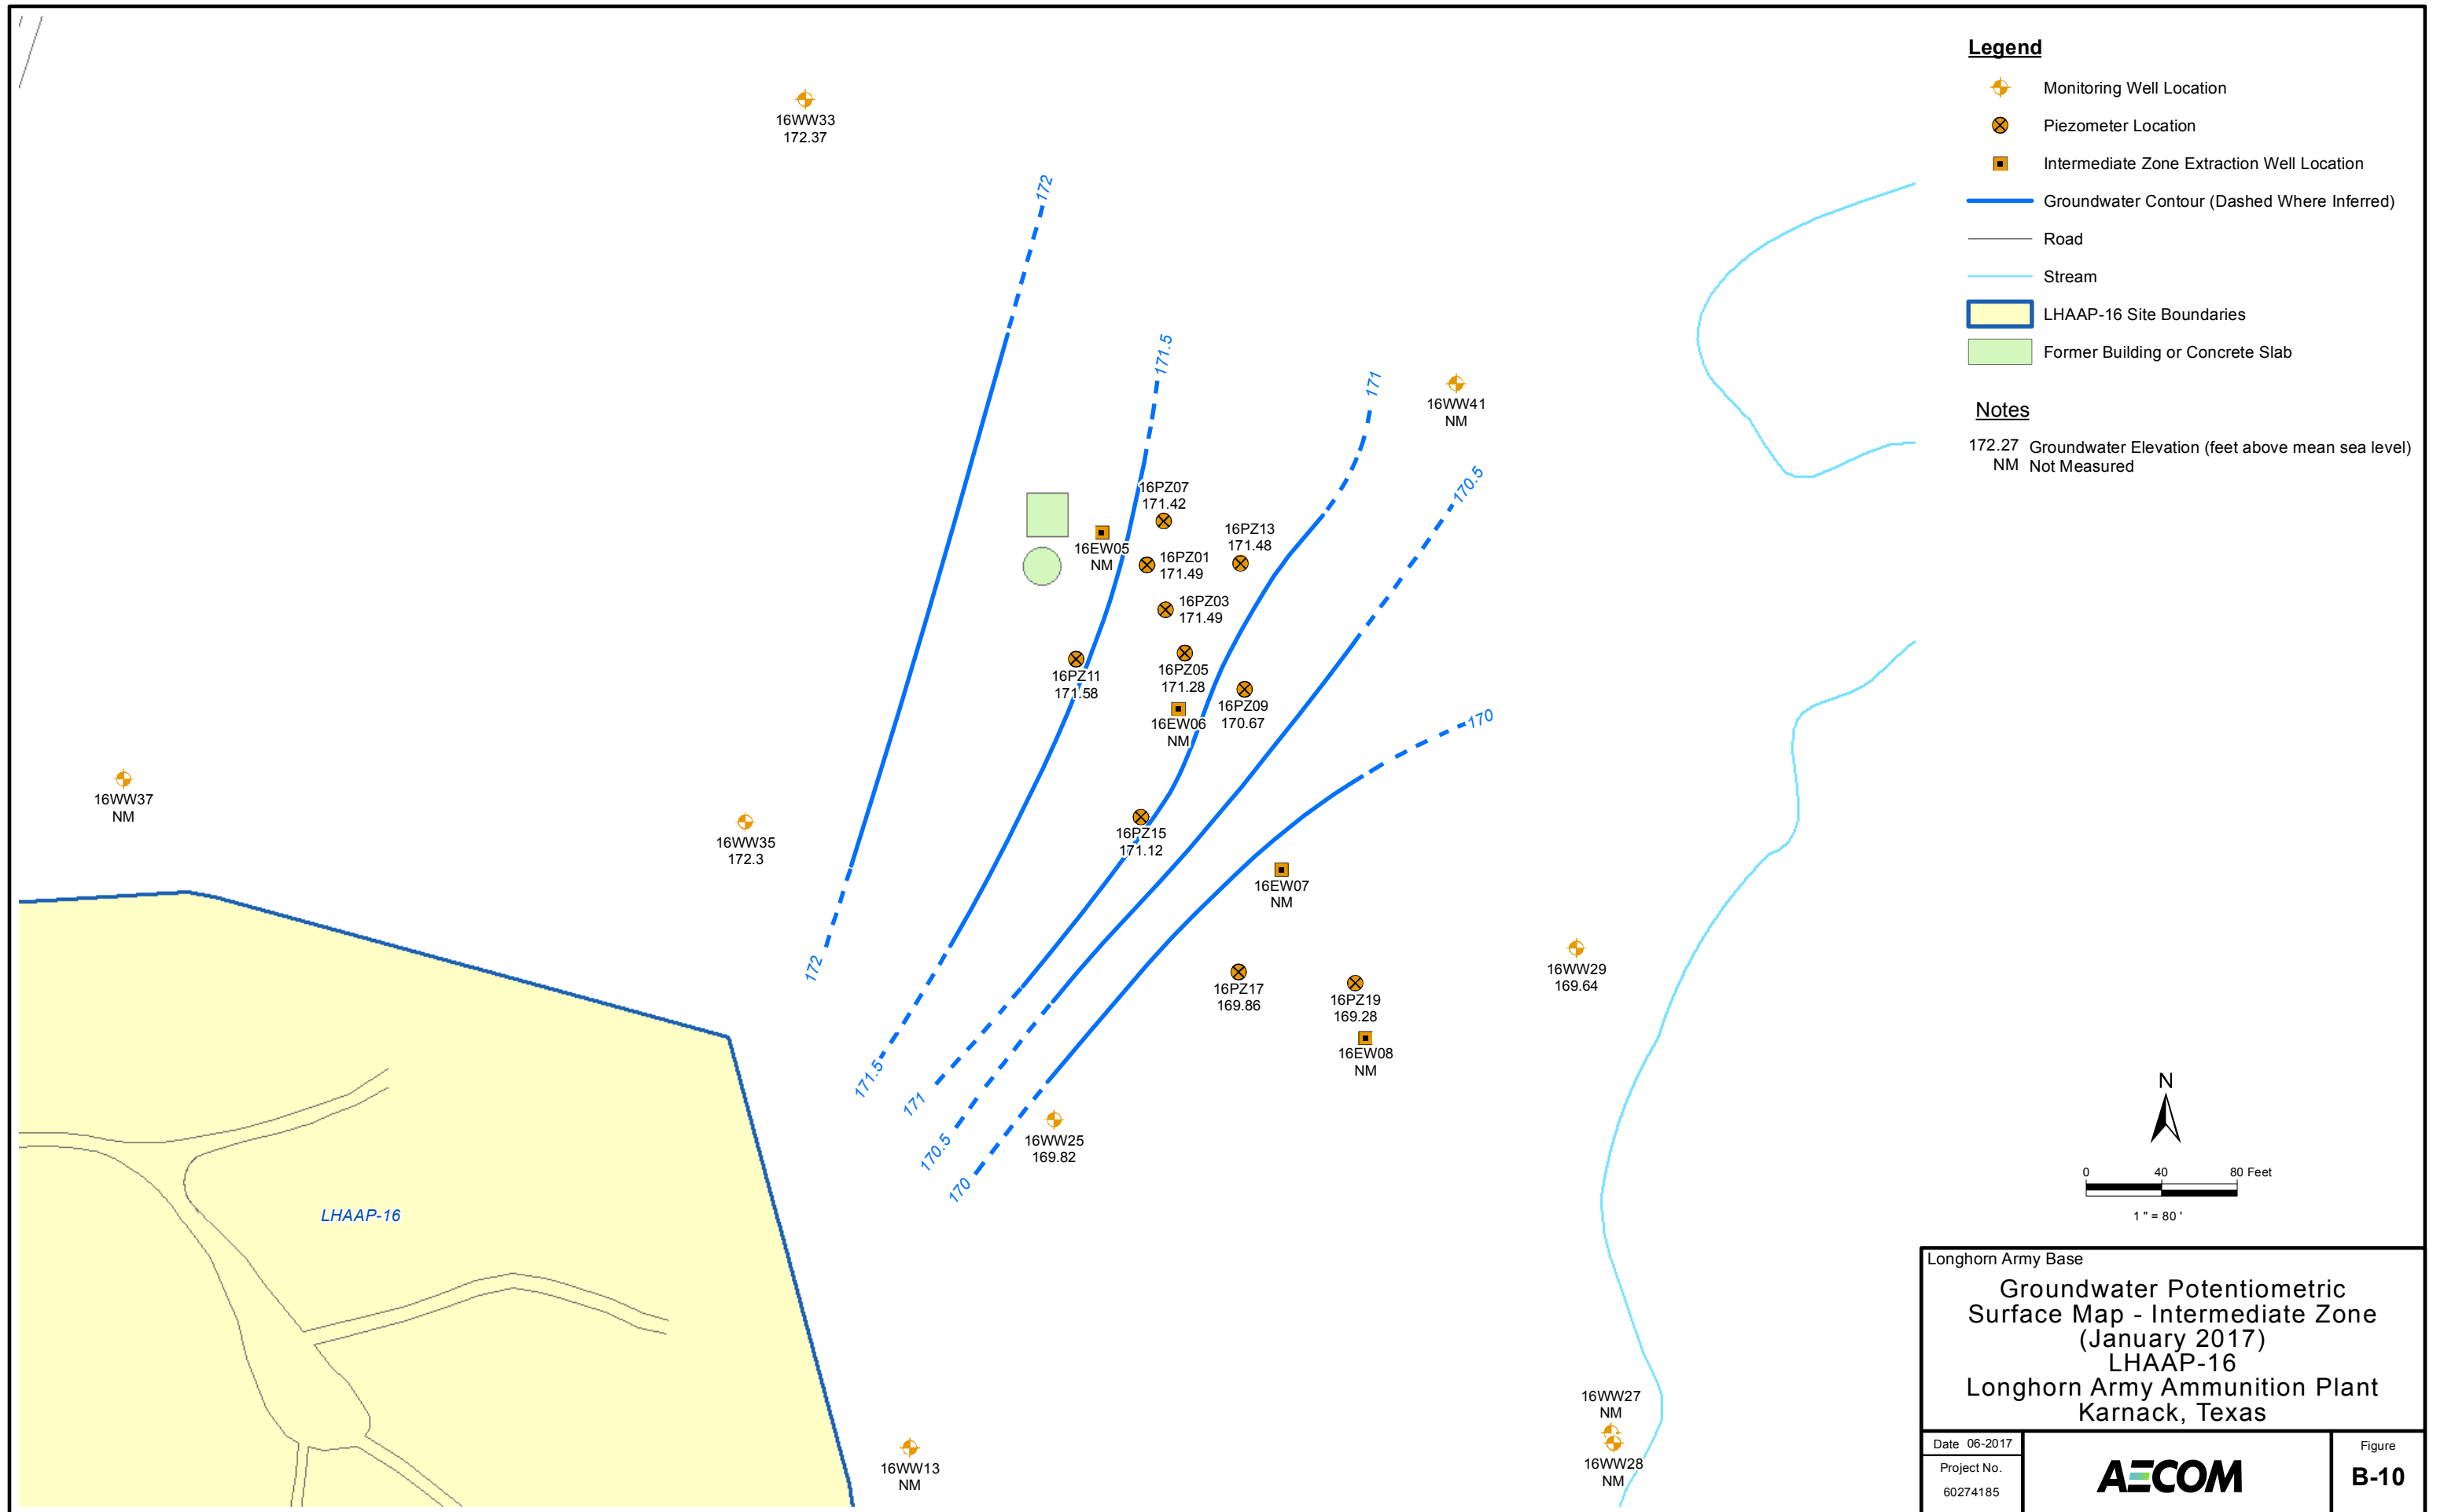 Legend
Monitoring Well Location
Piezometer Location
Intermediate Zone Extraction Well Location
Groundwater Contour (Dashed Where Inferred)
Road
Stream
LHAAP-16 Site Boundaries
Former Building or Concrete Slab
Notes
172.27 Groundwater Elevation (feet above mean sea level)
NM Not Measured
16WW33
172.37
172
171.5
171
16WW41
NM
170.5
16PZ07
171.42
16PZ13
171.48
16EW05
NM
16PZ01
171.49
16PZ03
171.49
16PZ11
171.58
16PZ05
171.28
16PZ09
170.67
16EW06
NM
170
16WW37
NM
16WW35
172.3
16PZ15
171.12
16EW07
NM
172
16WW29
169.64
16PZ17
169.86
16PZ19
169.28
16EW08
NM
171.5
171
170.5
170
16WW25
169.82
LHAAP-16
16WW13
NM
16WW27
NM
16WW28
NM
N
0 40 80 Feet
1 " = 80 '
Longhorn Army Base
Groundwater Potentiometric
Surface Map - Intermediate Zone
(January 2017)
LHAAP-16
Longhorn Army Ammunition Plant
Karnack, Texas
Date 06-2017
Project No.
60274185
AECOM
Figure
B-10